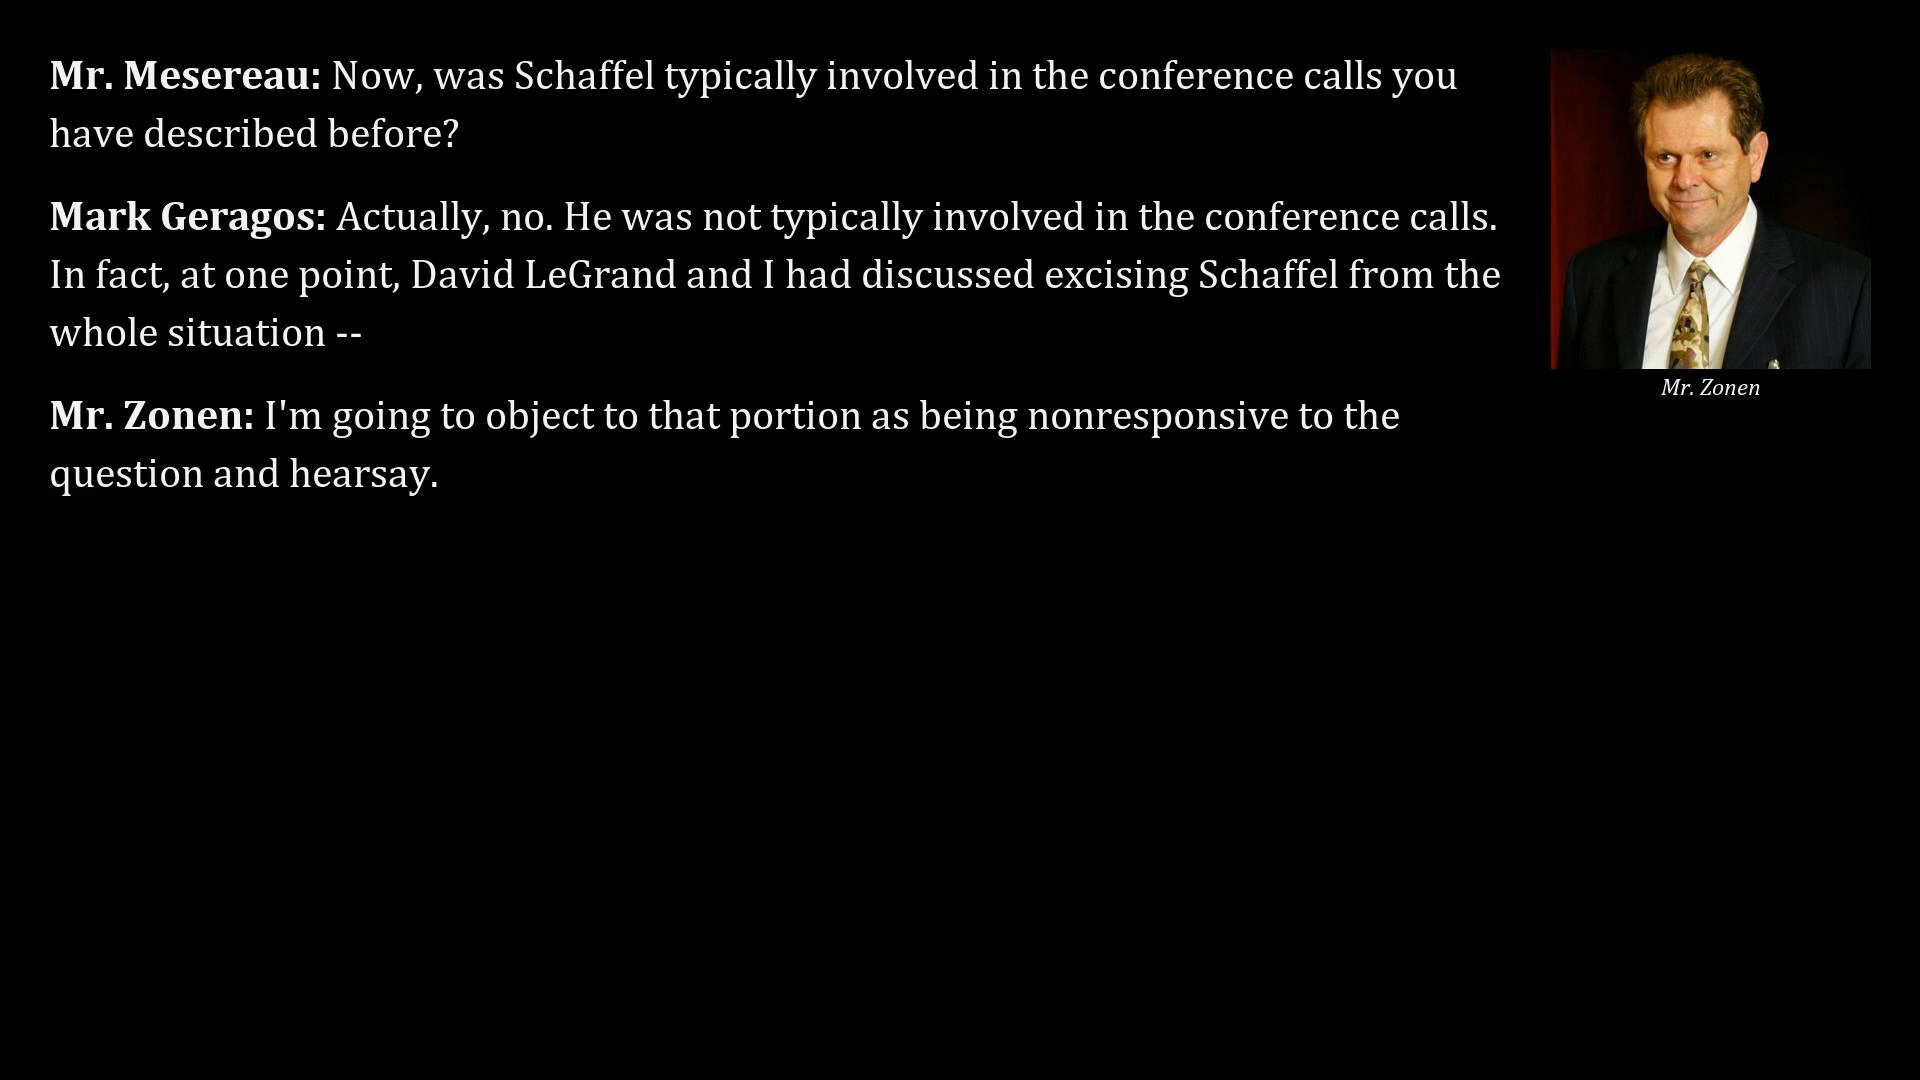 Mr. Mesereau: Now, was Schaffel typically involved in the conference calls you
have described before?
Mark Geragos: Actually, no. He was not typically involved in the conference calls.
In fact, at one point, David LeGrand and I had discussed excising Schaffel from the
whole situation --
Mr. Zonen: I'm going to object to that portion as being nonresponsive to the
question and hearsay.
Mr. Zonen